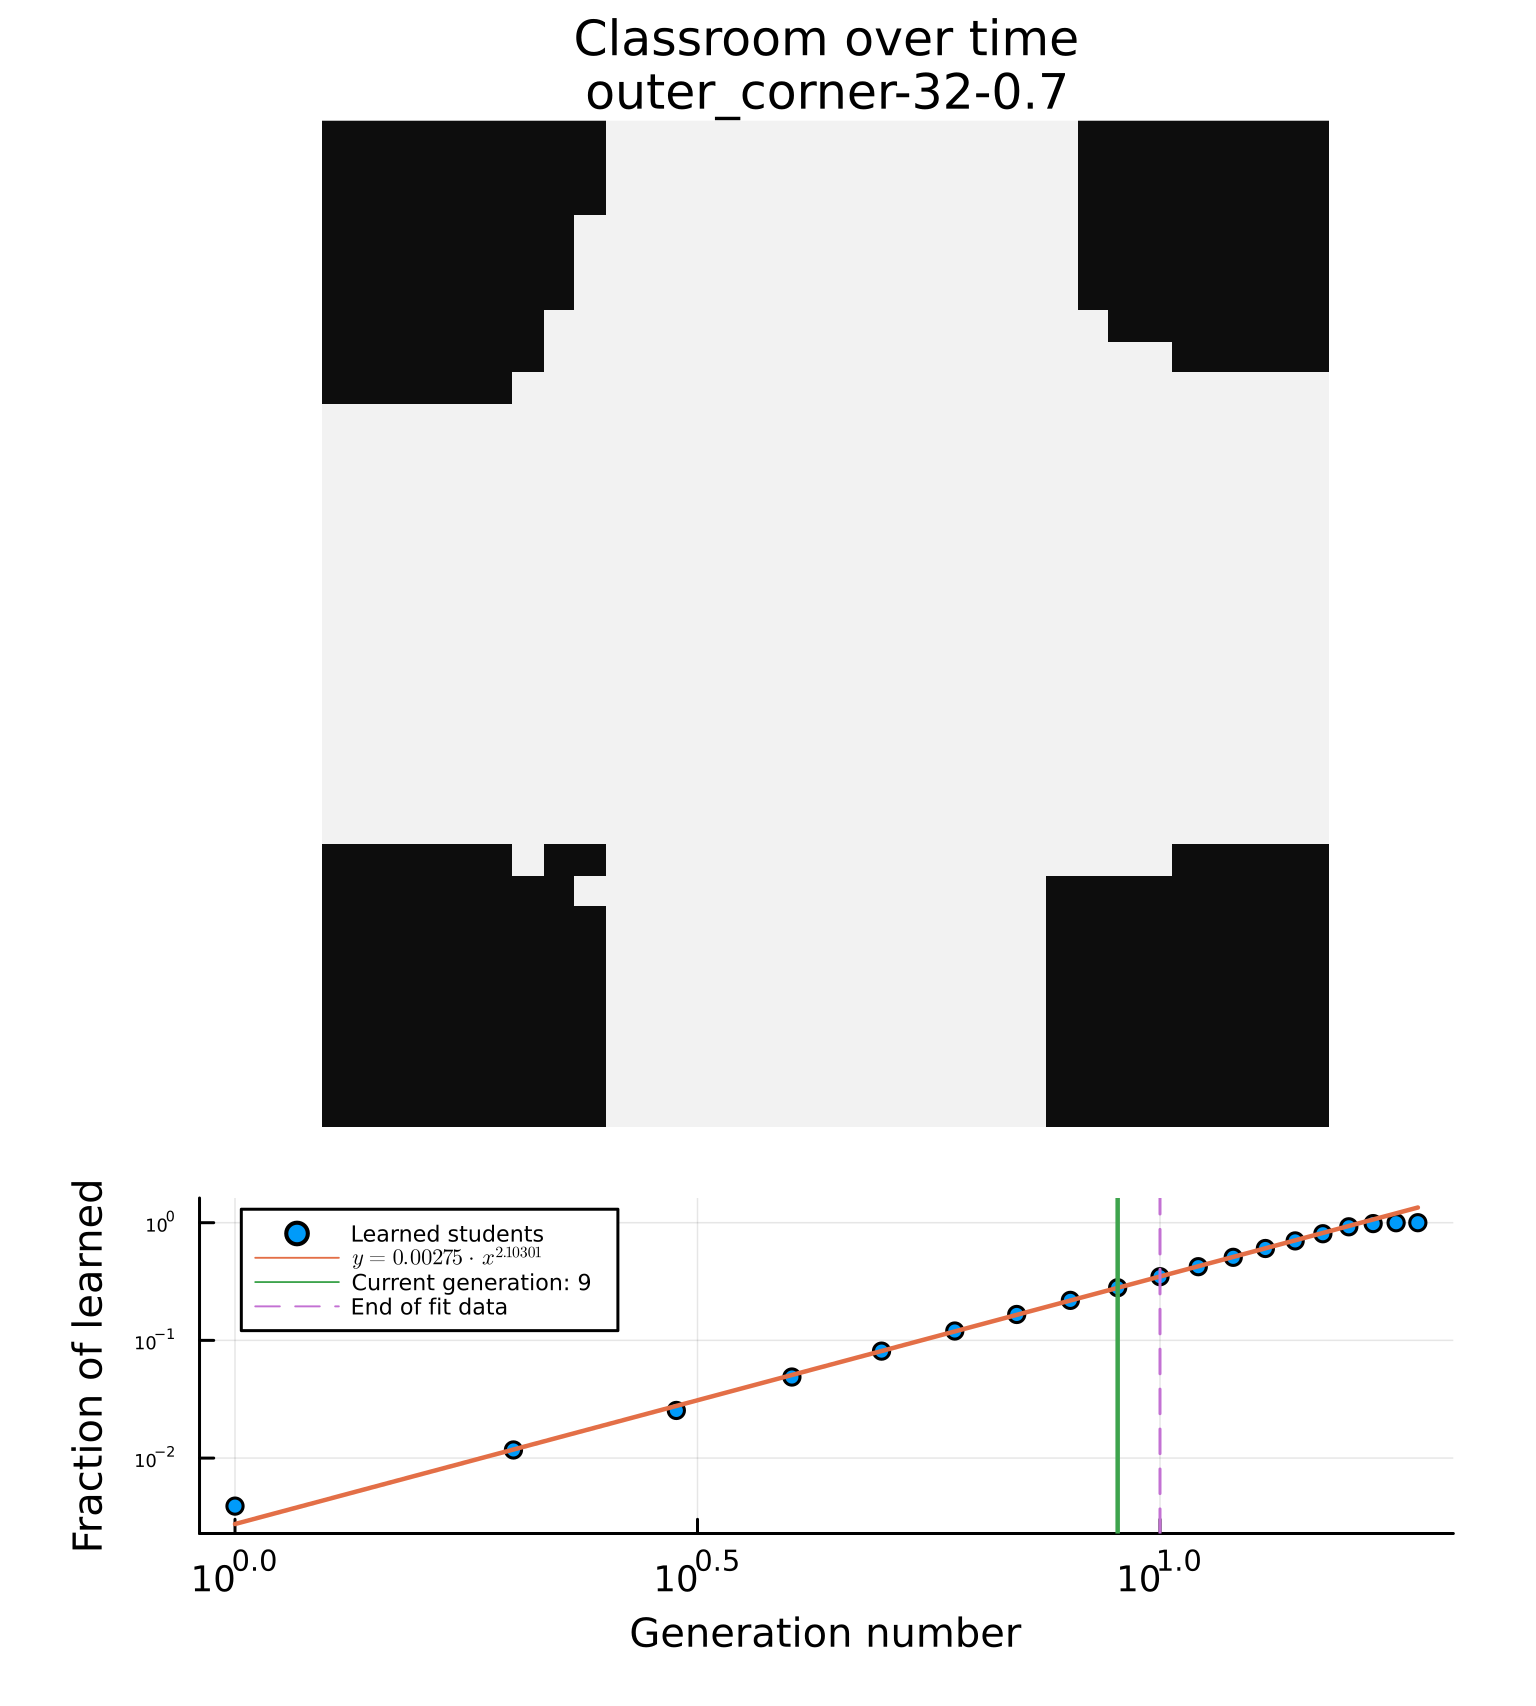 Classroom over time
outer_corner-32-0.7
Fraction of learned
10^0
10^-1
10^-2
Learned students
y = 0.00275 · x^2.10301
Current generation: 9
End of fit data
10^0.0 10^0.5 10^1.0
Generation number